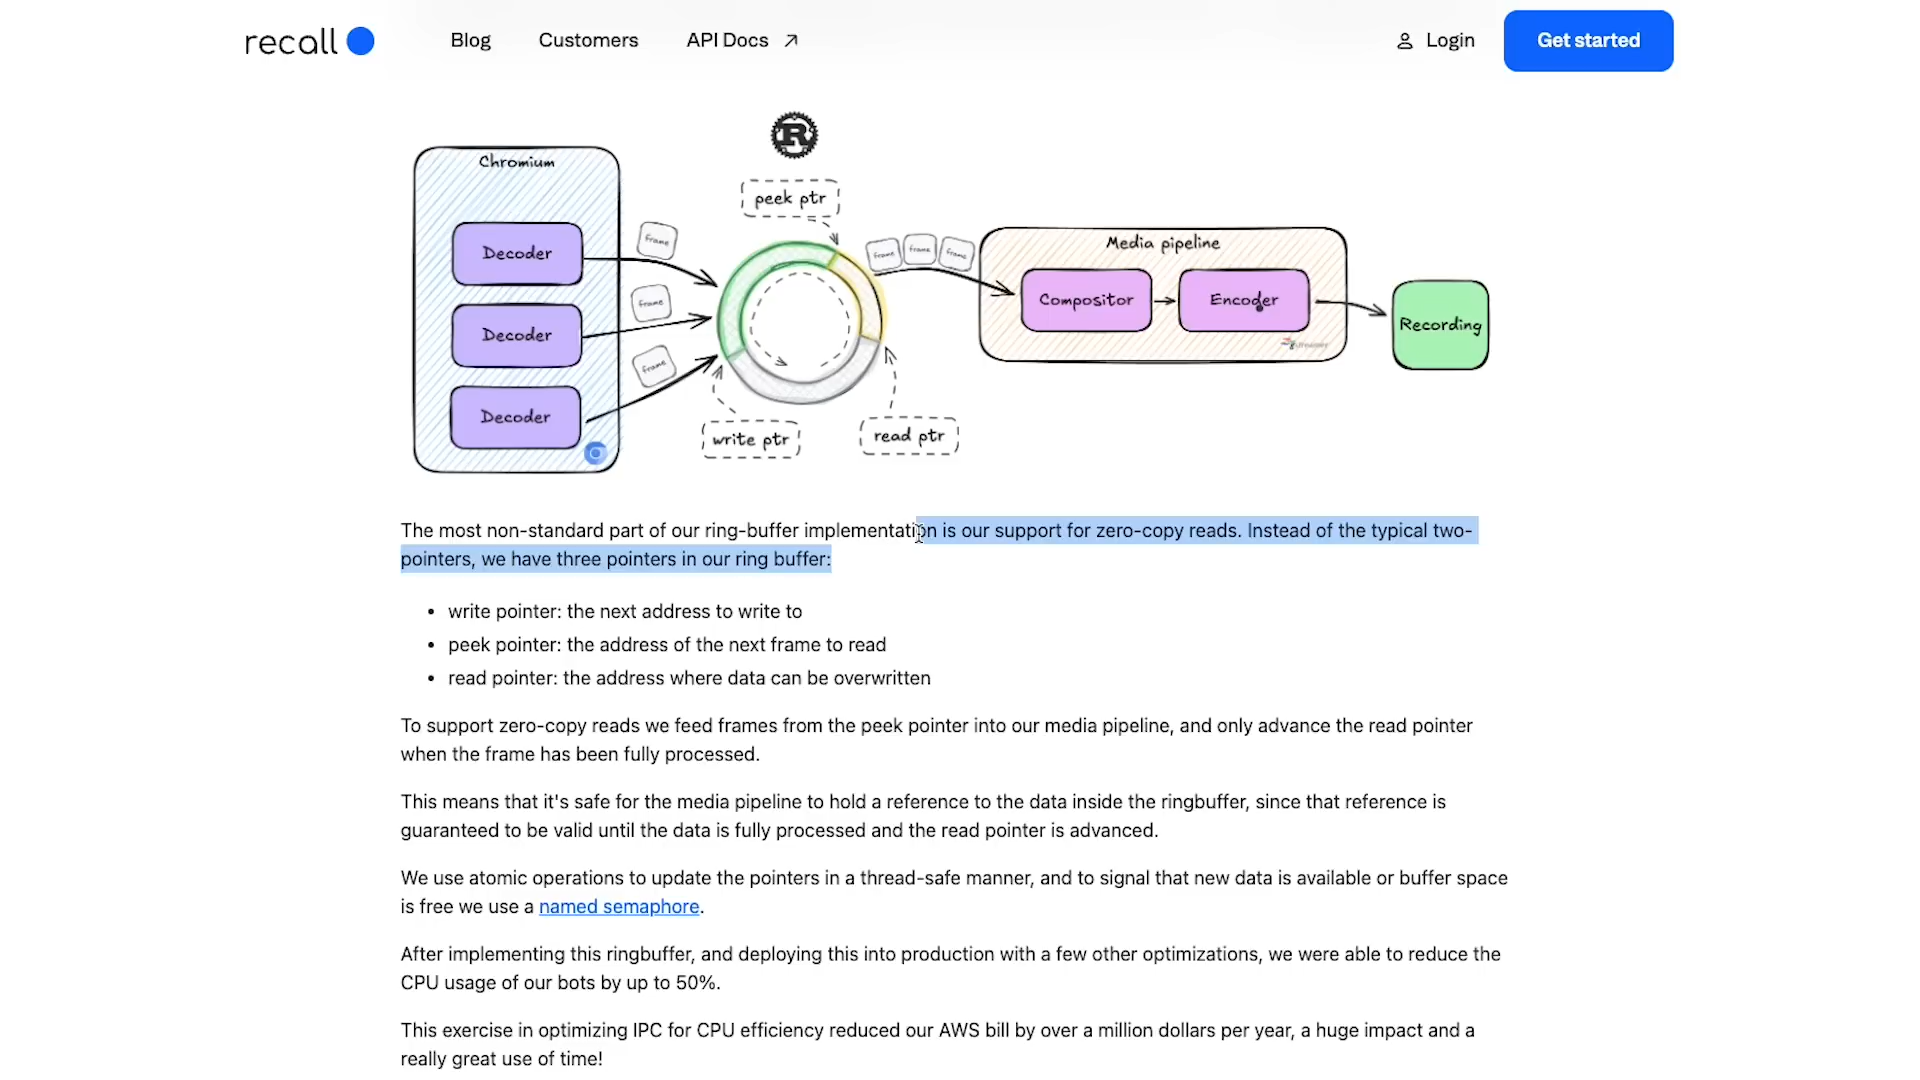 recall
Blog
Customers
API Docs
Login
Get started
R
Chromium
Decoder
Decoder
Decoder
frame
frame
frame
peek ptr
write ptr
read ptr
frame
frame
frame
Media pipeline
Compositor
Encoder
Recording
The most non-standard part of our ring-buffer implementation is our support for zero-copy reads. Instead of the typical two-
pointers, we have three pointers in our ring buffer:
• write pointer: the next address to write to
• peek pointer: the address of the next frame to read
• read pointer: the address where data can be overwritten
To support zero-copy reads we feed frames from the peek pointer into our media pipeline, and only advance the read pointer
when the frame has been fully processed.
This means that it's safe for the media pipeline to hold a reference to the data inside the ringbuffer, since that reference is
guaranteed to be valid until the data is fully processed and the read pointer is advanced.
We use atomic operations to update the pointers in a thread-safe manner, and to signal that new data is available or buffer space
is free we use a named semaphore.
After implementing this ringbuffer, and deploying this into production with a few other optimizations, we were able to reduce the
CPU usage of our bots by up to 50%.
This exercise in optimizing IPC for CPU efficiency reduced our AWS bill by over a million dollars per year, a huge impact and a
really great use of time!